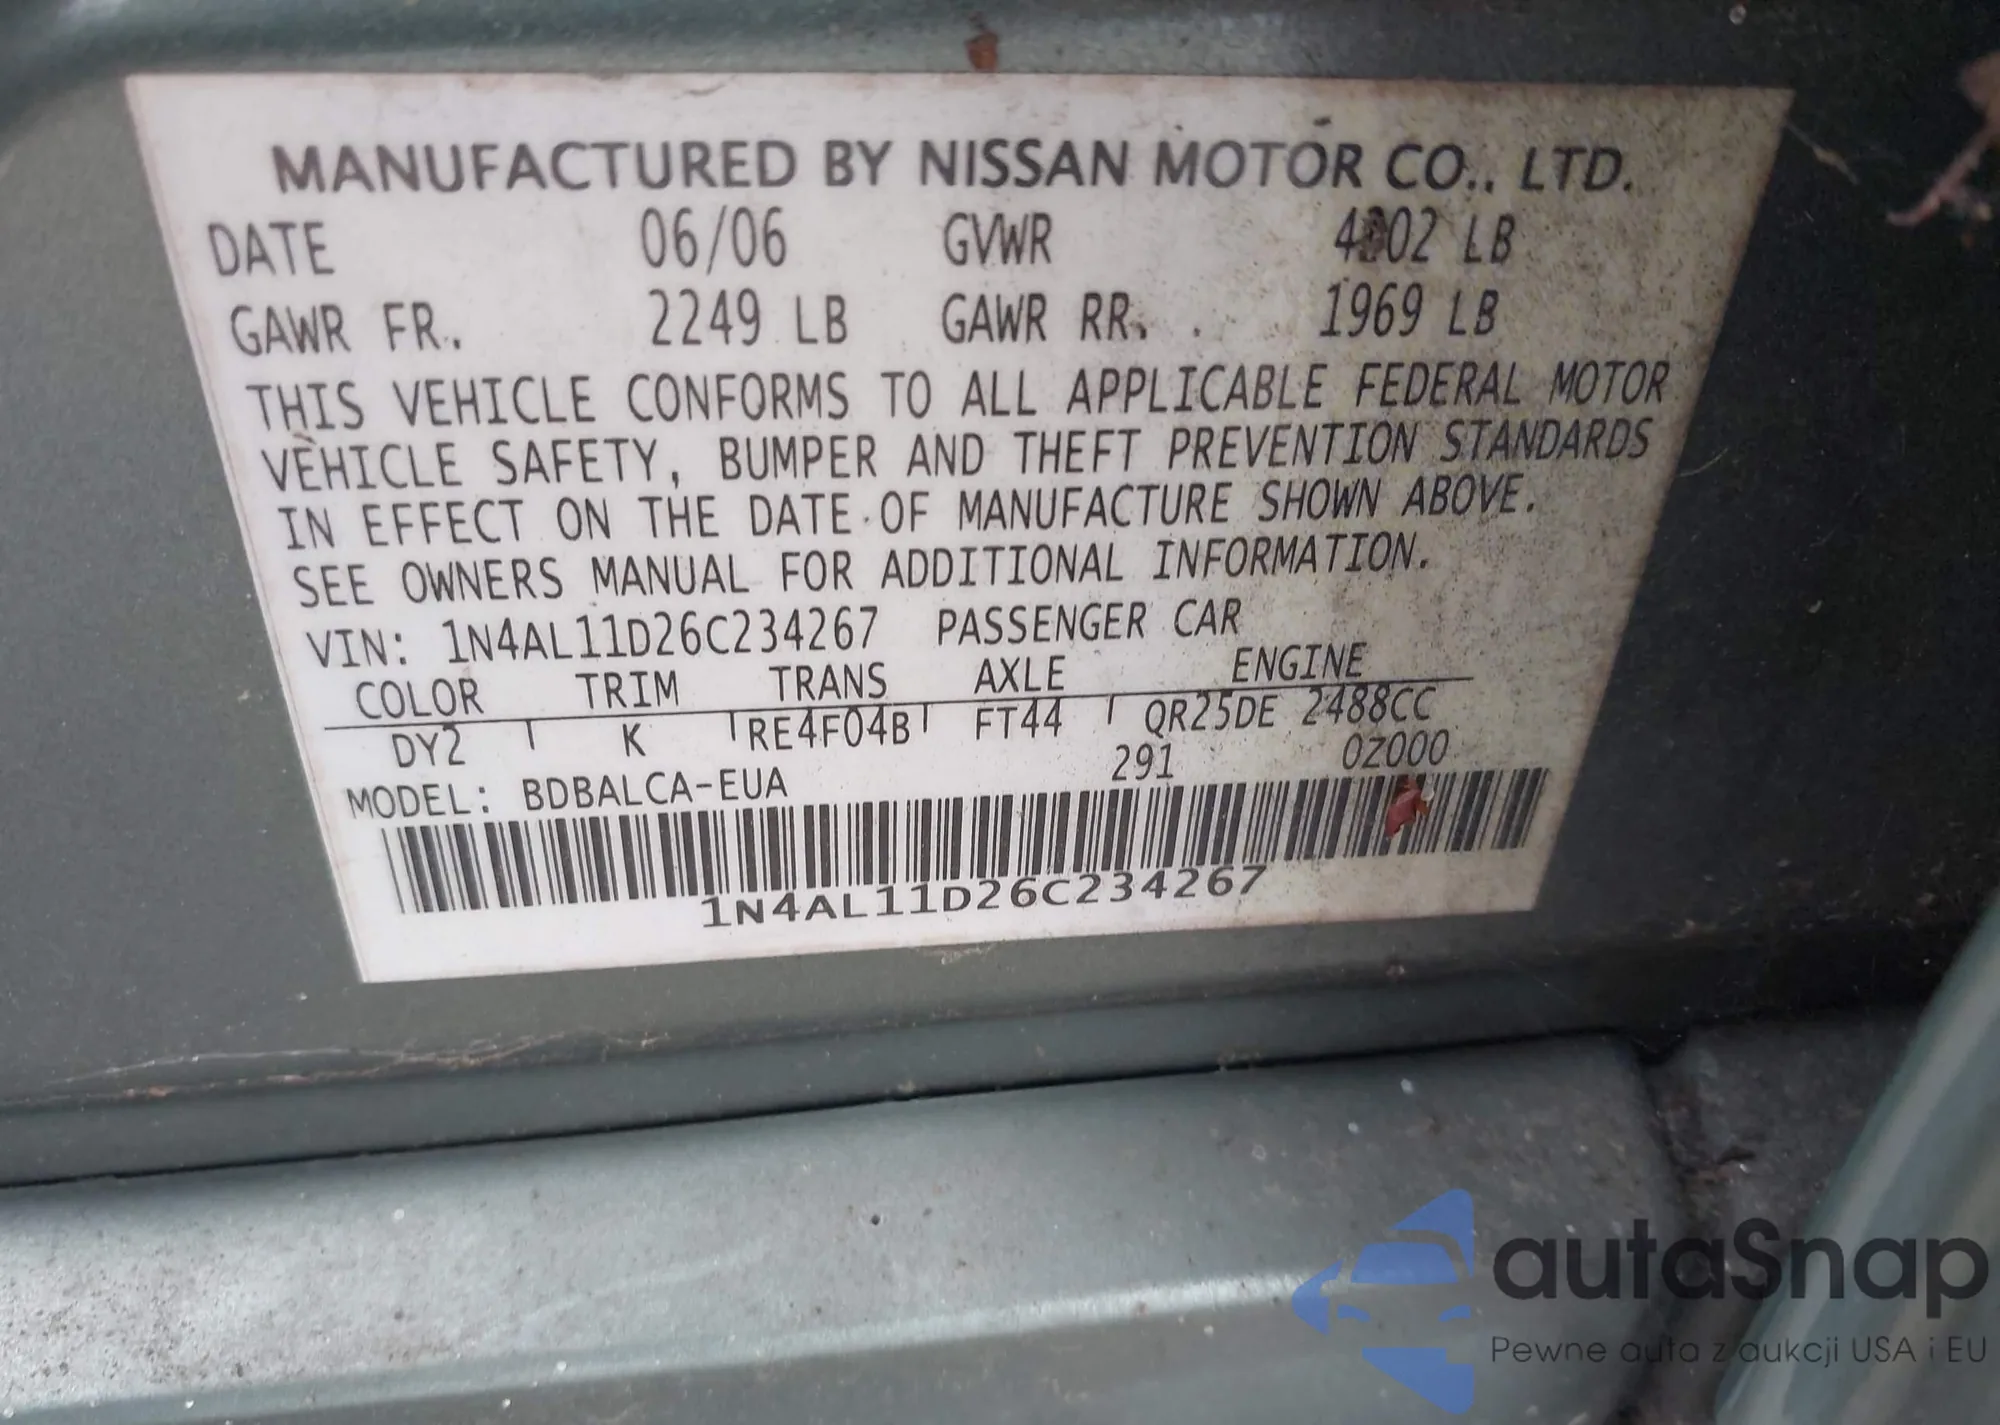 MANUFACTURED BY NISSAN MOTOR CO., LTD.
DATE 06/06 GVWR LB
GAWR FR. 2249 LB GAWR RR. 1969 LB
THIS VEHICLE CONFORMS TO ALL APPLICABLE FEDERAL MOTOR
VEHICLE SAFETY, BUMPER AND THEFT PREVENTION STANDARDS
IN EFFECT ON THE DATE OF MANUFACTURE SHOWN ABOVE.
SEE OWNERS MANUAL FOR ADDITIONAL INFORMATION.
VIN: 1N4AL11D26C234267 PASSENGER CAR
COLOR TRIM TRANS AXLE ENGINE
DY2 K RE4F04B FT44 QR25DE 2488CC
291 0Z000
MODEL: BDBALCA-EUA
1N4AL11D26C234267
autaSnap
Pewne auta z aukcji USA i EU